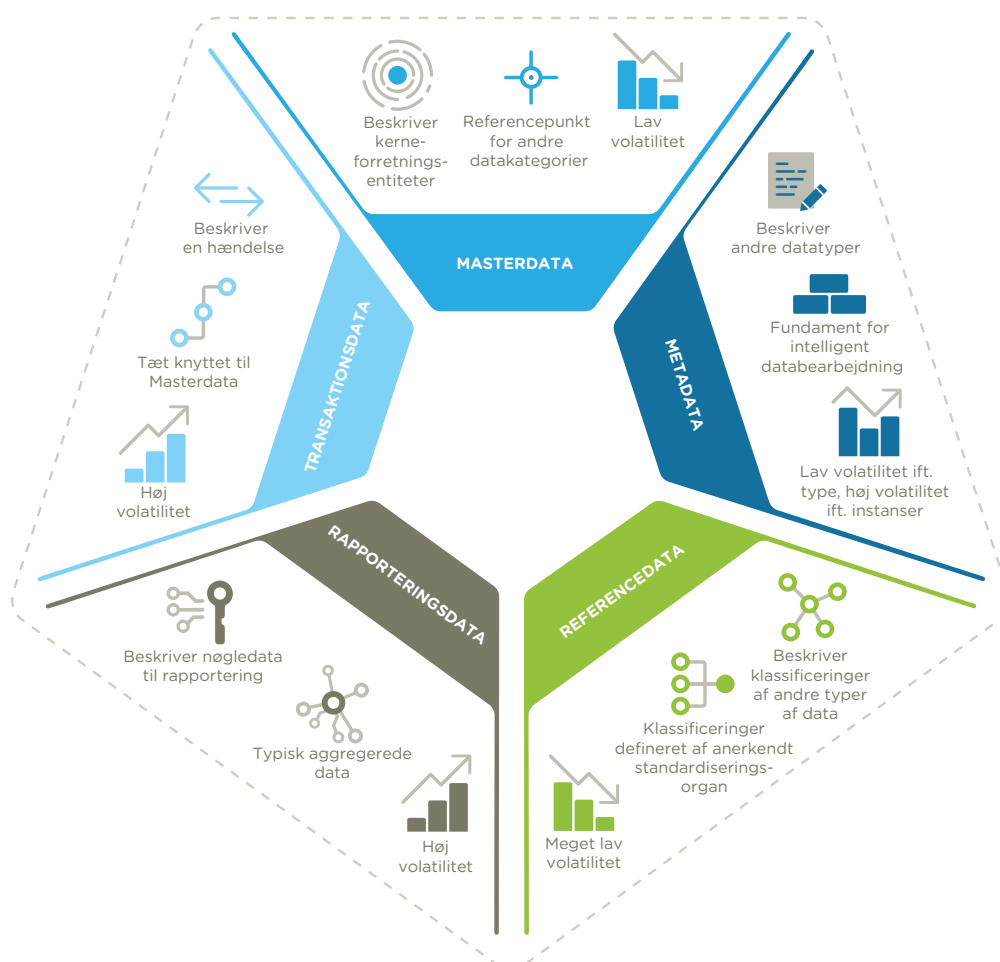 Beskriver
kerne-
forretnings-
entiteter
Referencepunkt
for andre
datakategorier
Lav
volatilitet
MASTERDATA
Beskriver
andre datatyper
Fundament for
intelligent
databearbejdning
Lav volatilitet ift.
type, høj volatilitet
ift. instanser
METADATA
Beskriver
klassificeringer
af andre typer
af data
Klassificeringer
defineret af anerkendt
standardiserings-
organ
Meget lav
volatilitet
REFERENCEDATA
Beskriver nøgledata
til rapportering
Typisk aggregerede
data
Høj
volatilitet
RAPPORTERINGSDATA
Beskriver
en hændelse
Tæt knyttet til
Masterdata
Høj
volatilitet
TRANSAKTIONSDATA